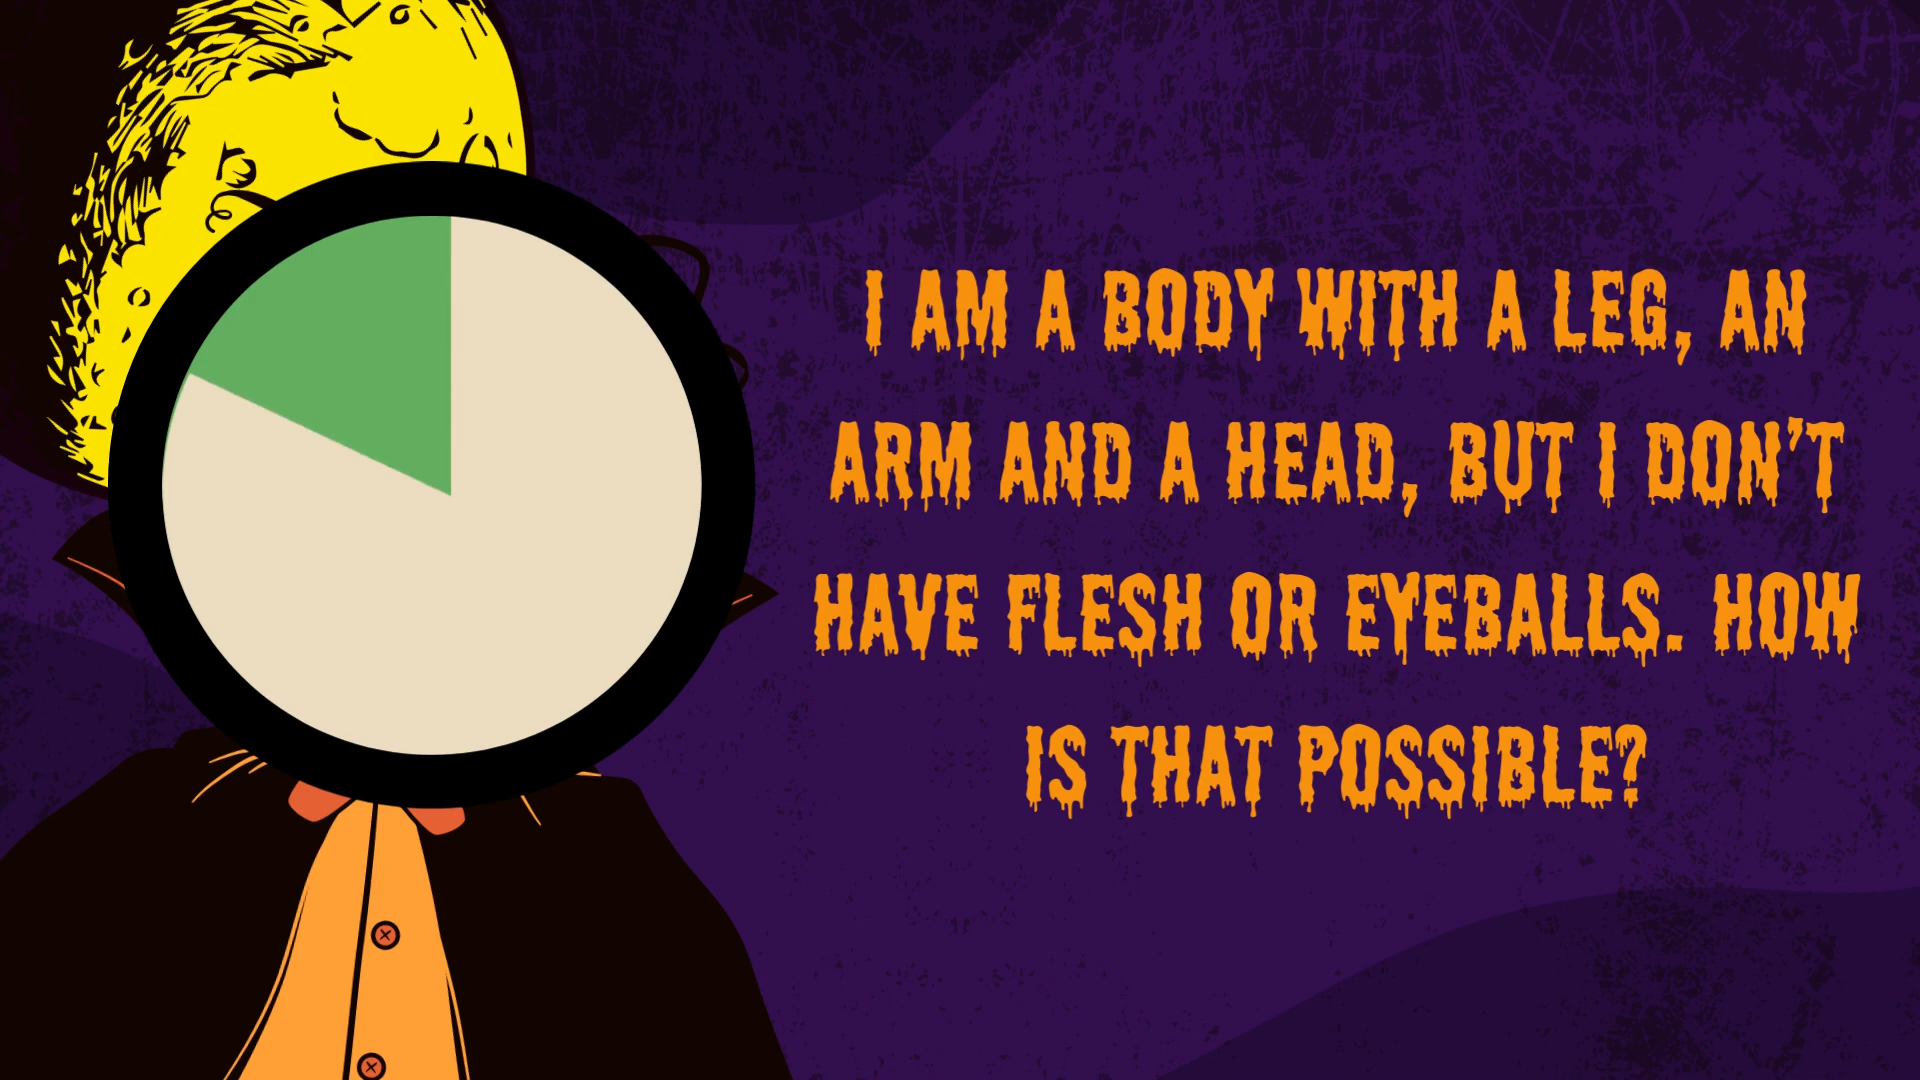 I AM A BODY WITH A LEG, AN
ARM AND A HEAD, BUT I DON'T
HAVE FLESH OR EYEBALLS. HOW
IS THAT POSSIBLE?